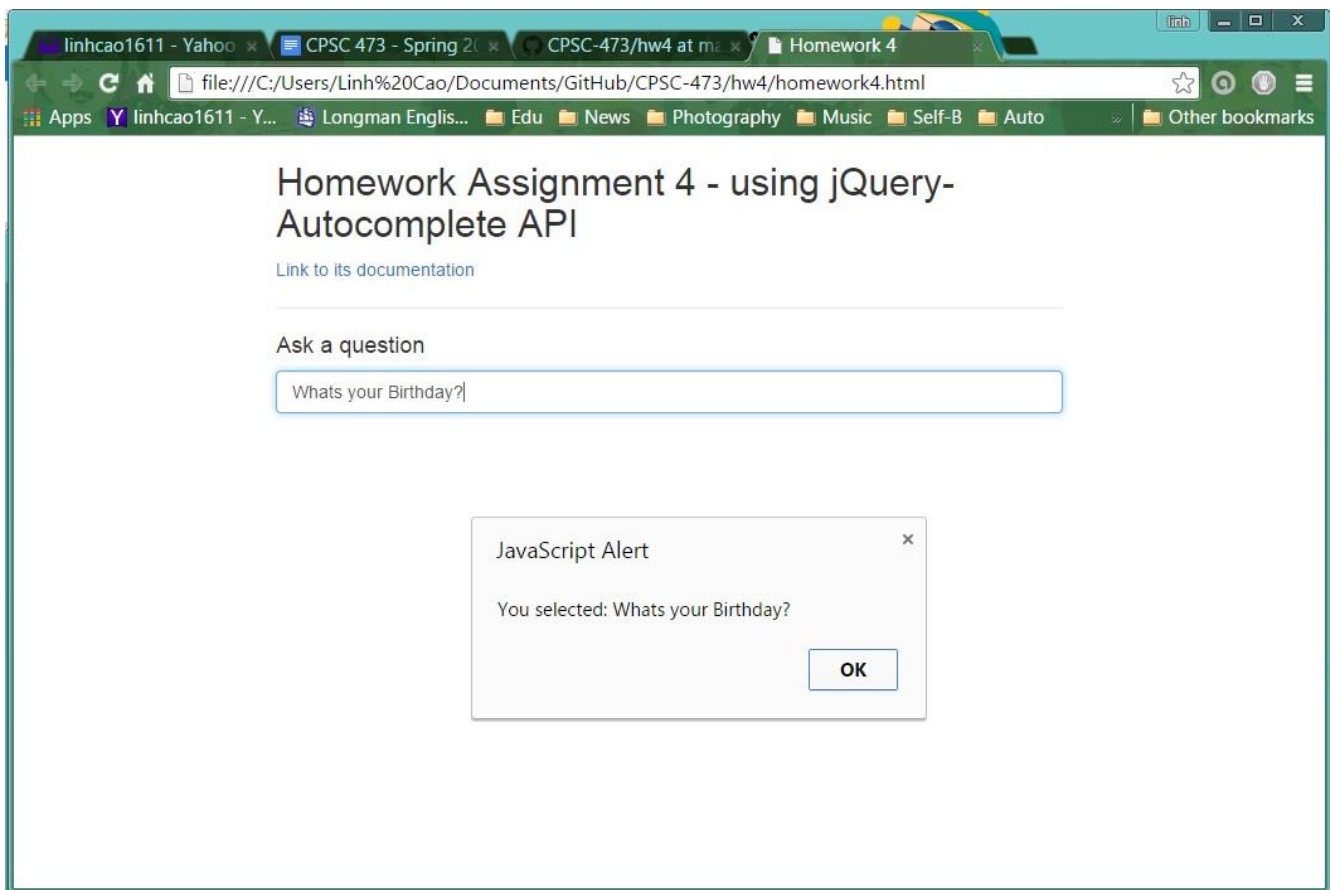 linh
linhcao1611 - Yahoo
CPSC 473 - Spring 20
CPSC-473/hw4 at ma
Homework 4
file:///C:/Users/Linh%20Cao/Documents/GitHub/CPSC-473/hw4/homework4.html
Apps
linhcao1611 - Y...
Longman Englis...
Edu
News
Photography
Music
Self-B
Auto
Other bookmarks
Homework Assignment 4 - using jQuery-
Autocomplete API
Link to its documentation
Ask a question
Whats your Birthday?
JavaScript Alert
You selected: Whats your Birthday?
OK